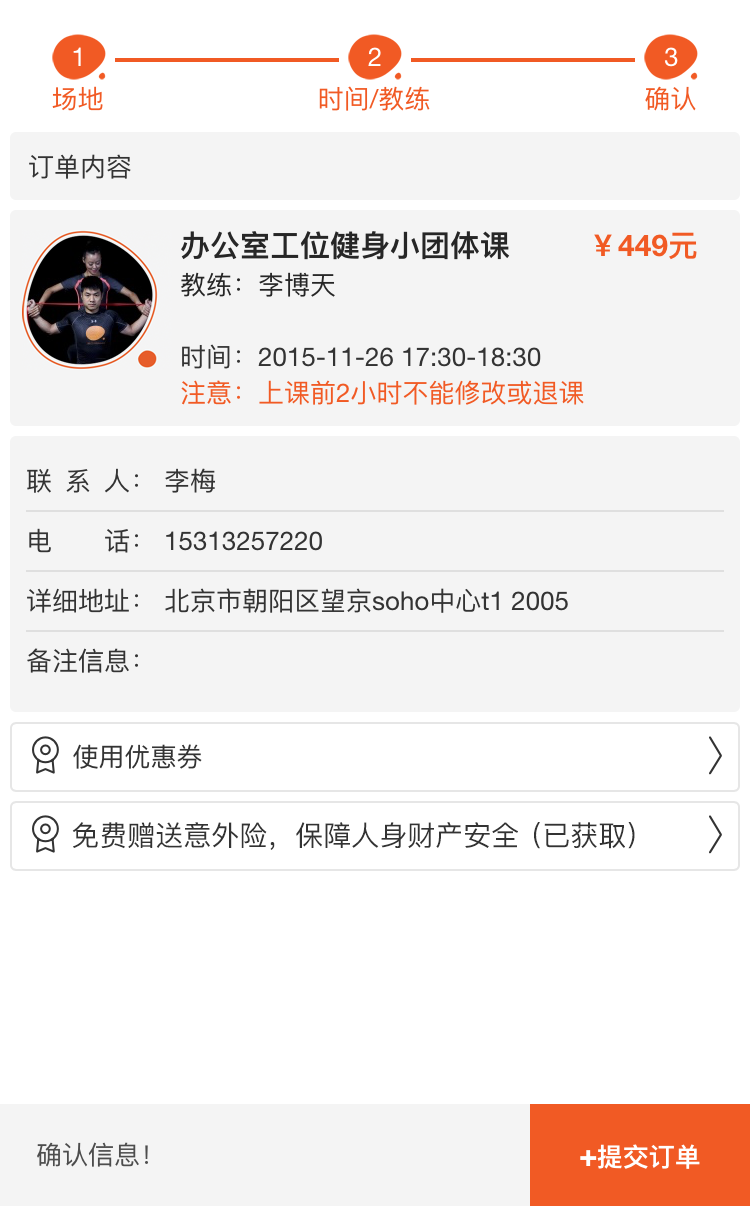 1 2 3
场地 时间/教练 确认
订单内容
办公室工位健身小团体课 ¥449元
教练：李博天
时间：2015-11-26 17:30-18:30
注意：上课前2小时不能修改或退课
联系人：李梅
电话：15313257220
详细地址：北京市朝阳区望京soho中心t1 2005
备注信息：
使用优惠券
免费赠送意外险，保障人身财产安全（已获取）
确认信息！ +提交订单